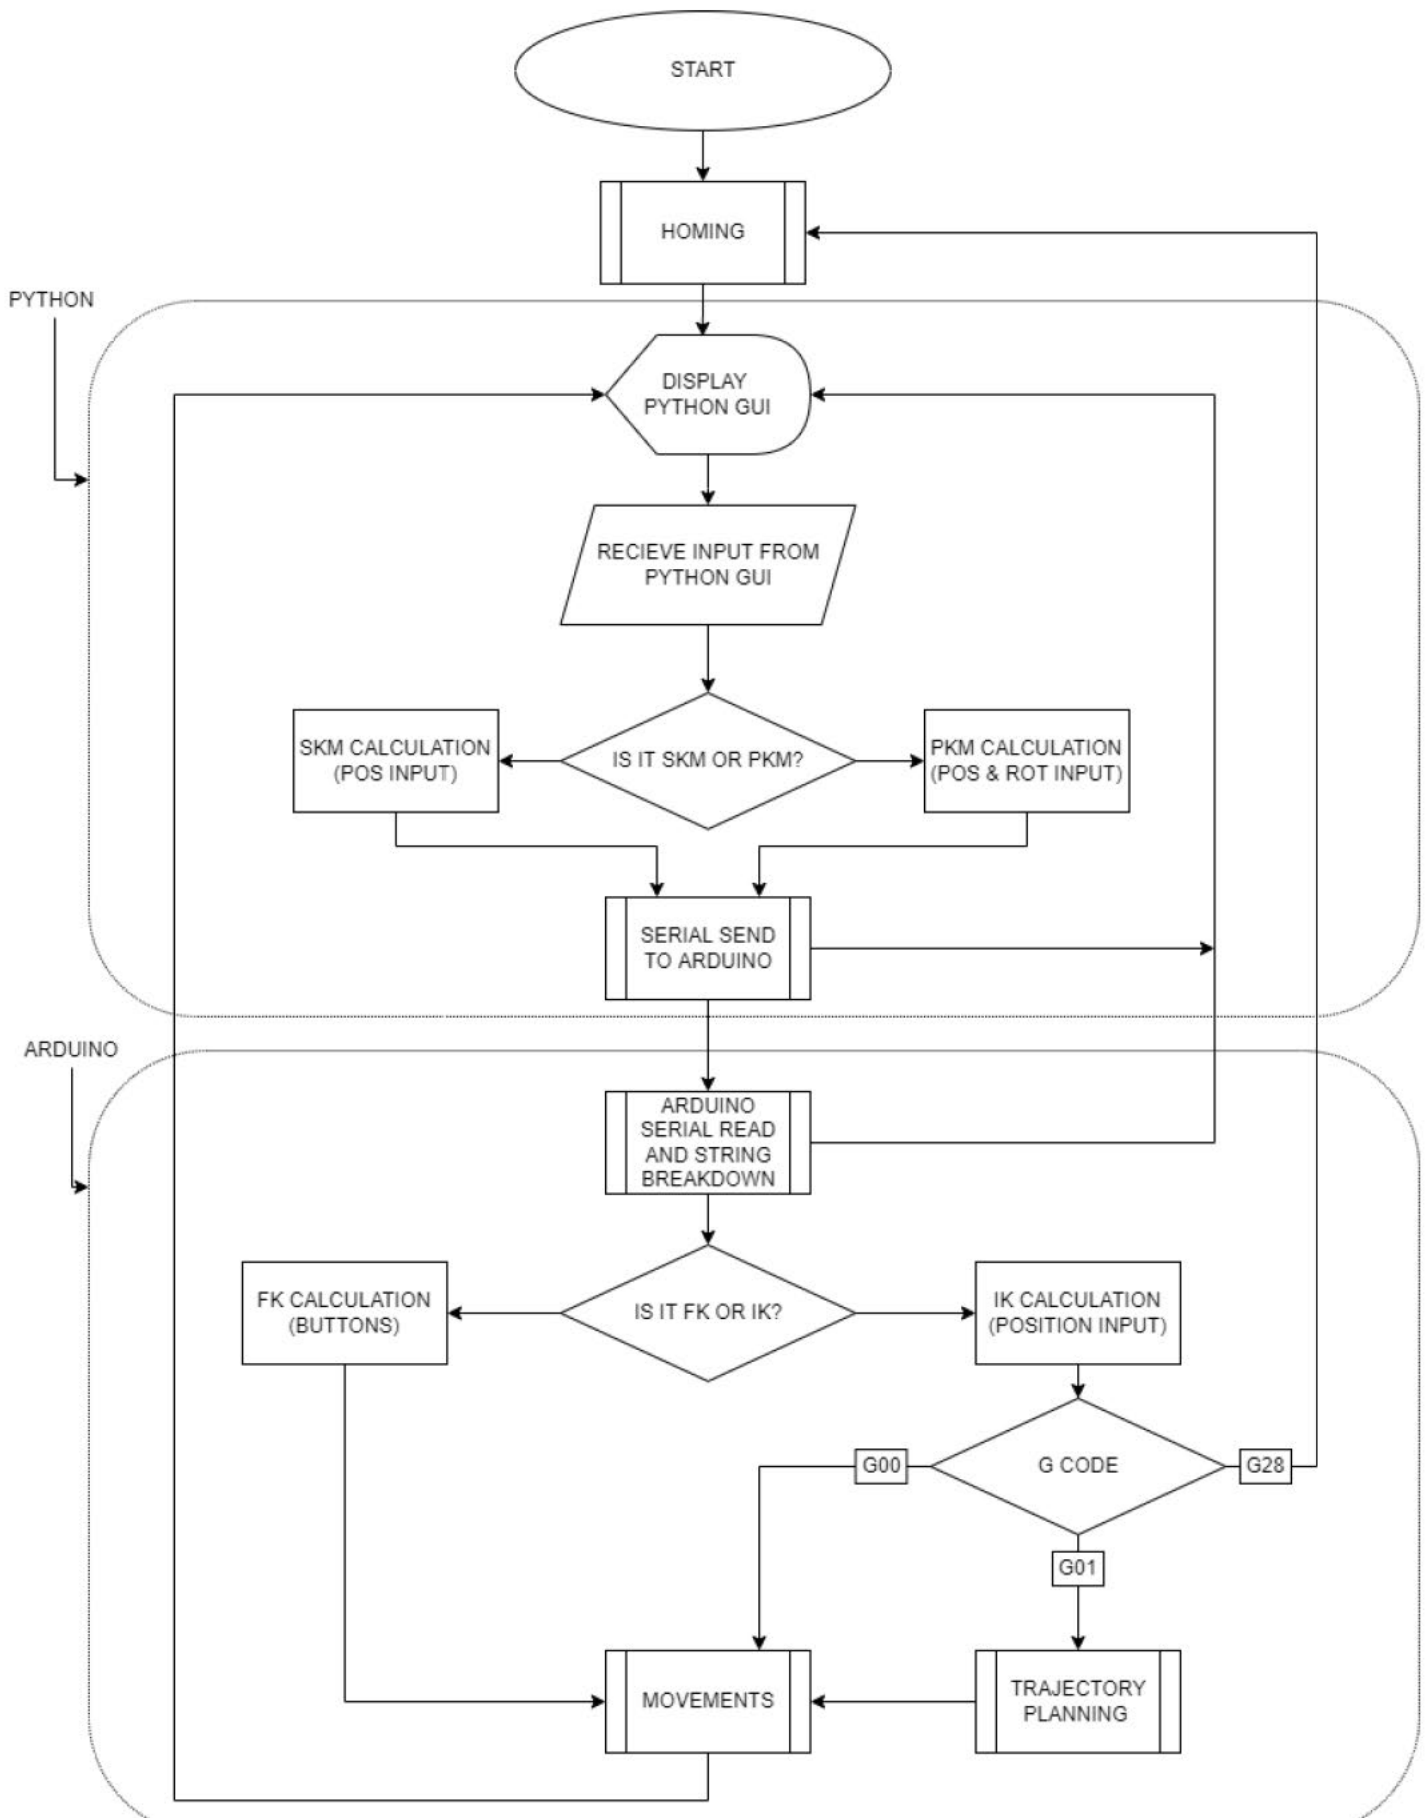 START
HOMING
PYTHON
DISPLAY
PYTHON GUI
RECIEVE INPUT FROM
PYTHON GUI
SKM CALCULATION
(POS INPUT)
IS IT SKM OR PKM?
PKM CALCULATION
(POS & ROT INPUT)
SERIAL SEND
TO ARDUINO
ARDUINO
ARDUINO
SERIAL READ
AND STRING
BREAKDOWN
FK CALCULATION
(BUTTONS)
IS IT FK OR IK?
IK CALCULATION
(POSITION INPUT)
G00
G CODE
G28
G01
MOVEMENTS
TRAJECTORY
PLANNING